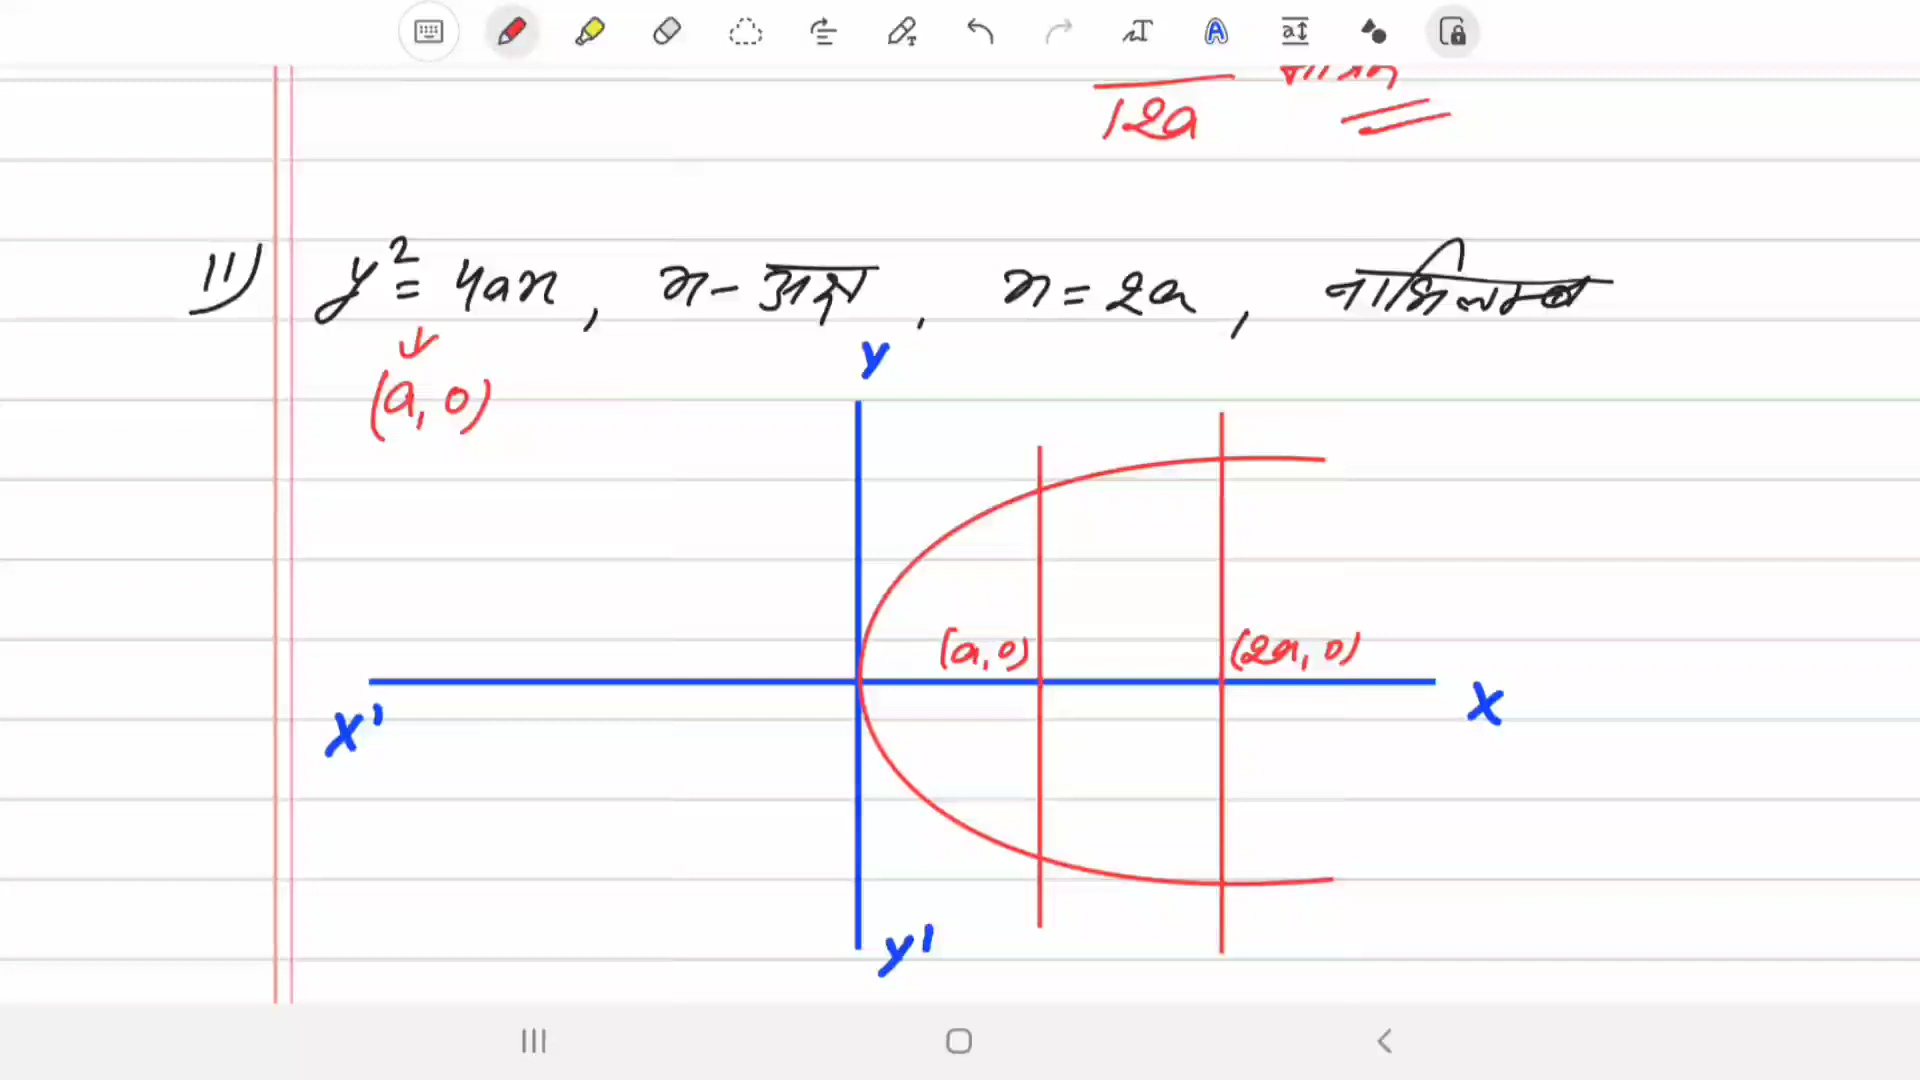 12a
11) y² = 4ax, x-अक्ष, x = 2a, नाभिलम्ब
(a, 0)
y
(a, 0) (2a, 0)
x' x
y'